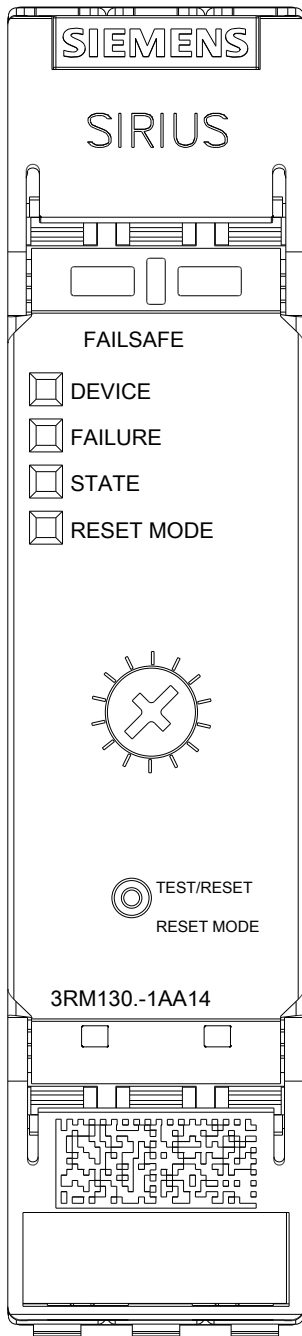 SIEMENS
SIRIUS
FAILSAFE
DEVICE
FAILURE
STATE
RESET MODE
TEST/RESET
RESET MODE
3RM130.-1AA14